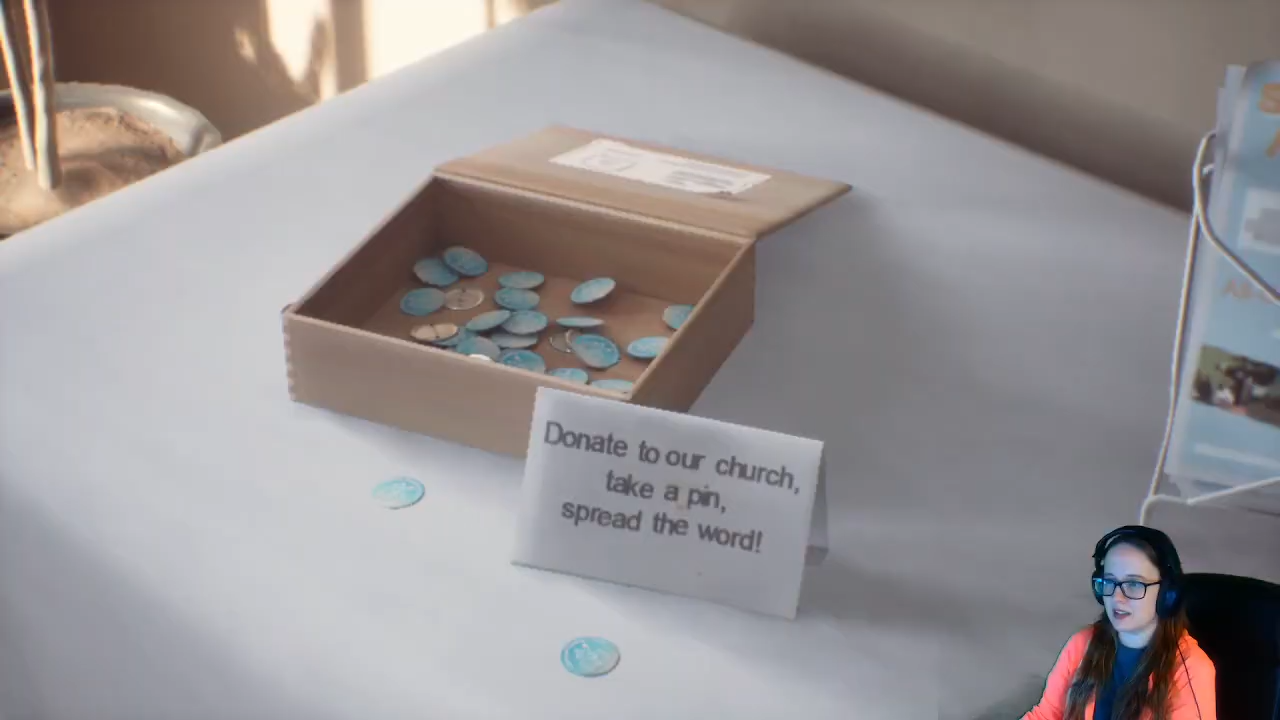 Donate to our church,
take a pin,
spread the word!